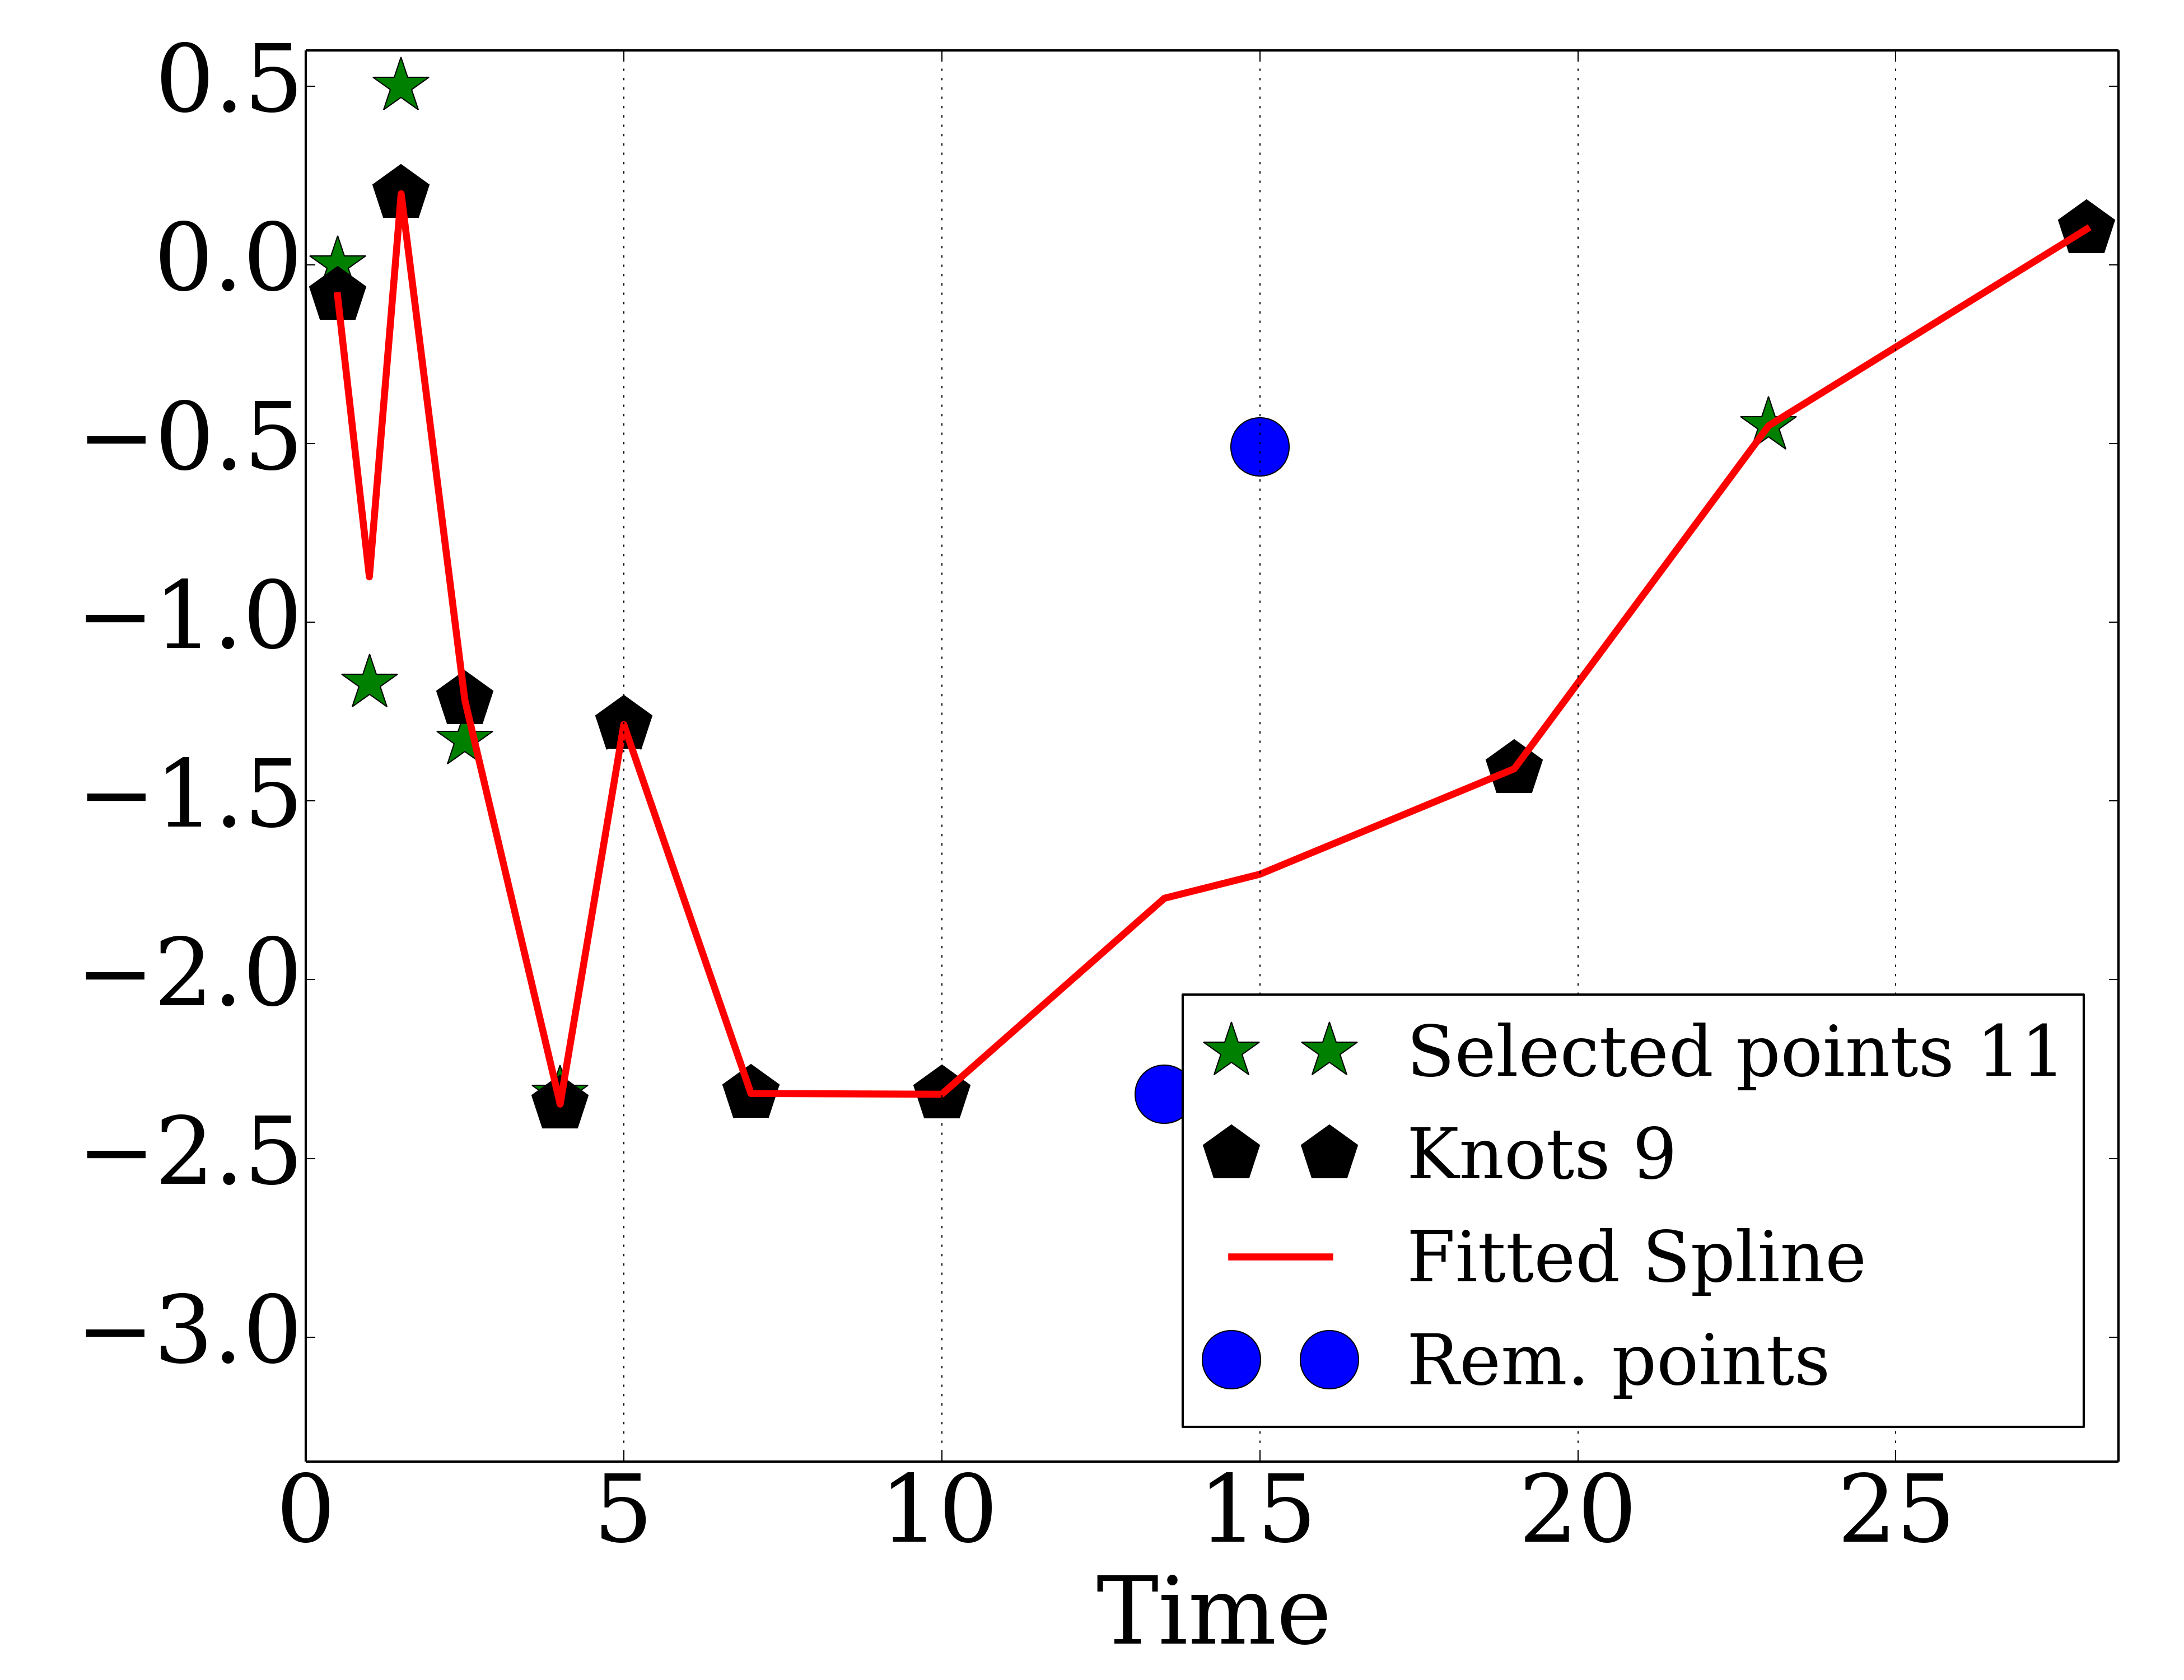 0.5
0.0
−0.5
−1.0
−1.5
−2.0
−2.5
−3.0
0 5 10 15 20 25
Time
Selected points 11
Knots 9
Fitted Spline
Rem. points